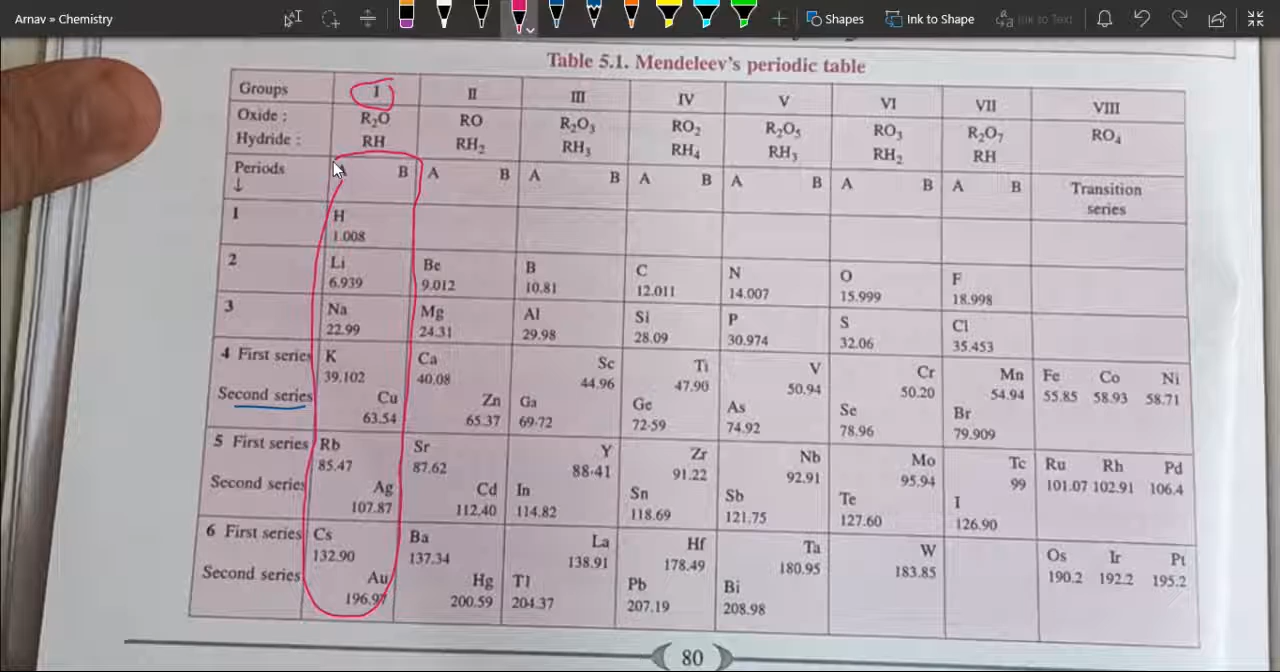 Arnav » Chemistry
Shapes
Ink to Shape
Ink to Text
Table 5.1. Mendeleev's periodic table
Groups I II III IV V VI VII VIII
Oxide : R₂O RO R₂O₃ RO₂ R₂O₅ RO₃ R₂O₇ RO₄
Hydride : RH RH₂ RH₃ RH₄ RH₃ RH₂ RH
Periods B A B A B A B A B A B A B Transition
↓ series
1 H
1.008
2 Li Be B C N O F
6.939 9.012 10.81 12.011 14.007 15.999 18.998
3 Na Mg Al Si P S Cl
22.99 24.31 29.98 28.09 30.974 32.06 35.453
4 First series K Ca Sc Ti V Cr Mn Fe Co Ni
39.102 40.08 44.96 47.90 50.94 50.20 54.94 55.85 58.93 58.71
Second series Cu Zn Ga Ge As Se Br
63.54 65.37 69·72 72·59 74.92 78.96 79.909
5 First series Rb Sr Y Zr Nb Mo Tc Ru Rh Pd
85.47 87.62 88·41 91.22 92.91 95.94 99 101.07 102.91 106.4
Second series Ag Cd In Sn Sb Te I
107.87 112.40 114.82 118.69 121.75 127.60 126.90
6 First series Cs Ba La Hf Ta W Os Ir Pt
132.90 137.34 138.91 178.49 180.95 183.85 190.2 192.2 195.2
Second series Au Hg Tl Pb Bi
196.97 200.59 204.37 207.19 208.98
80